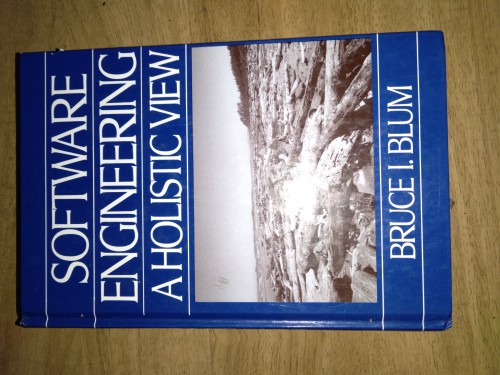 SOFTWARE
ENGINEERING
A HOLISTIC VIEW
BRUCE I. BLUM